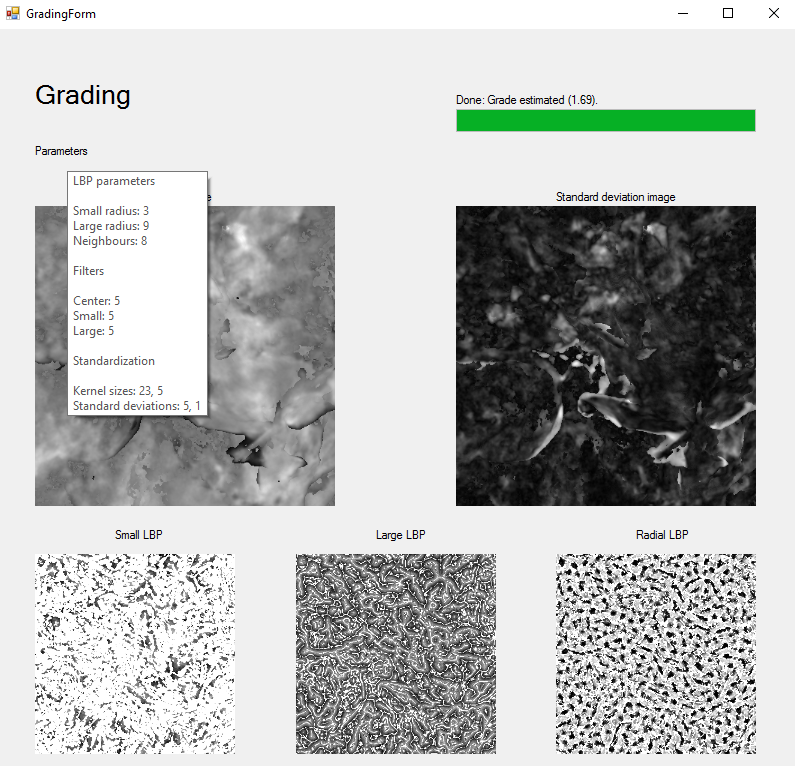 GradingForm
Grading
Done: Grade estimated (1.69).
Parameters
LBP parameters
Small radius: 3
Large radius: 9
Neighbours: 8
Filters
Center: 5
Small: 5
Large: 5
Standardization
Kernel sizes: 23, 5
Standard deviations: 5, 1
Standard deviation image
Small LBP
Large LBP
Radial LBP